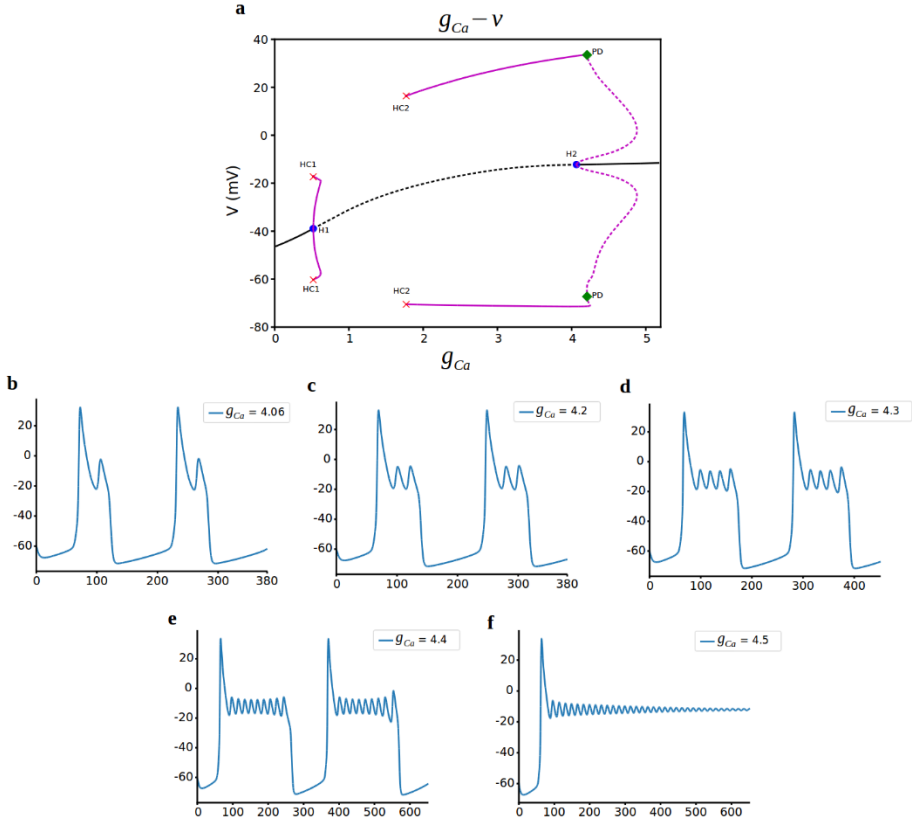 a
g_Ca − v
40
20
0
-20
-40
-60
-80
V (mV)
PD
HC2
H2
HC1
H1
HC1
HC2
PD
0 1 2 3 4 5
g_Ca
b
g_Ca = 4.06
20
0
-20
-40
-60
0 100 200 300 380
c
g_Ca = 4.2
20
0
-20
-40
-60
0 100 200 300 380
d
g_Ca = 4.3
20
0
-20
-40
-60
0 100 200 300 400
e
g_Ca = 4.4
20
0
-20
-40
-60
0 100 200 300 400 500 600
f
g_Ca = 4.5
20
0
-20
-40
-60
0 100 200 300 400 500 600